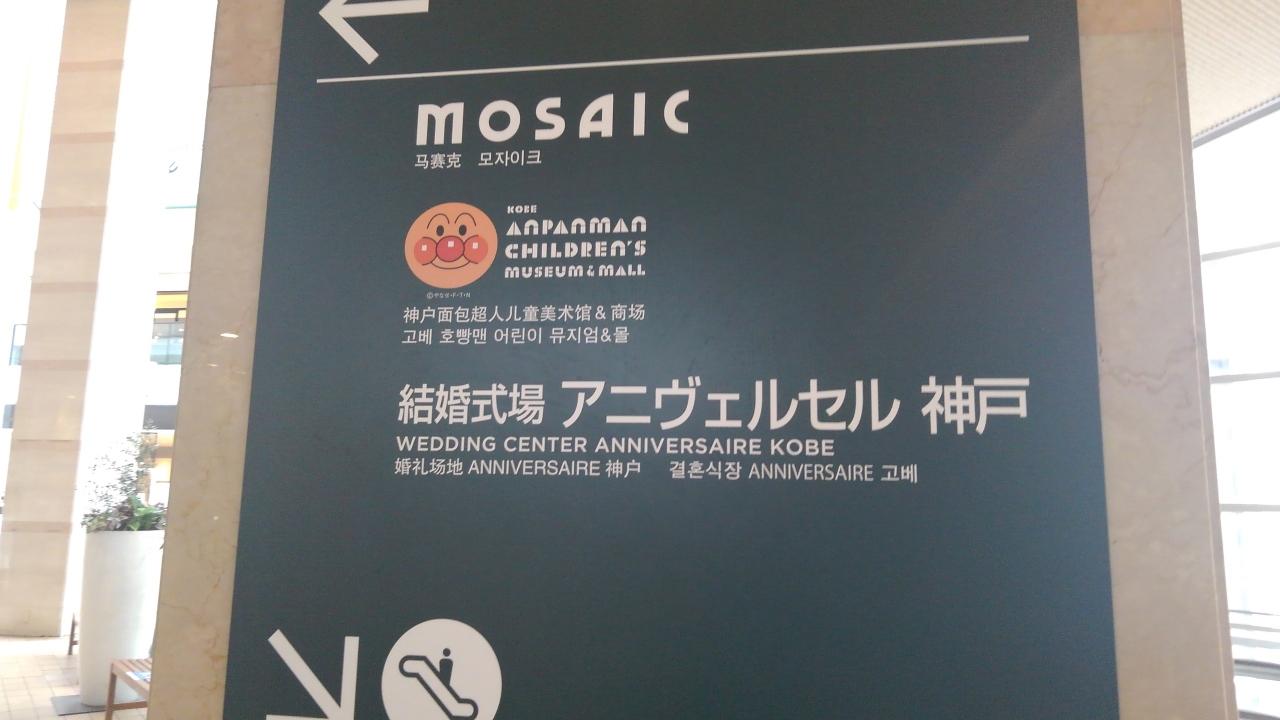 MOSAIC
马赛克 모자이크
KOBE
ANPANMAN
CHILDREN'S
MUSEUM & MALL
©やなせ・F・T・N
神户面包超人儿童美术馆&商场
고베 호빵맨 어린이 뮤지엄&몰
結婚式場 アニヴェルセル 神戸
WEDDING CENTER ANNIVERSAIRE KOBE
婚礼场地 ANNIVERSAIRE 神户 결혼식장 ANNIVERSAIRE 고베